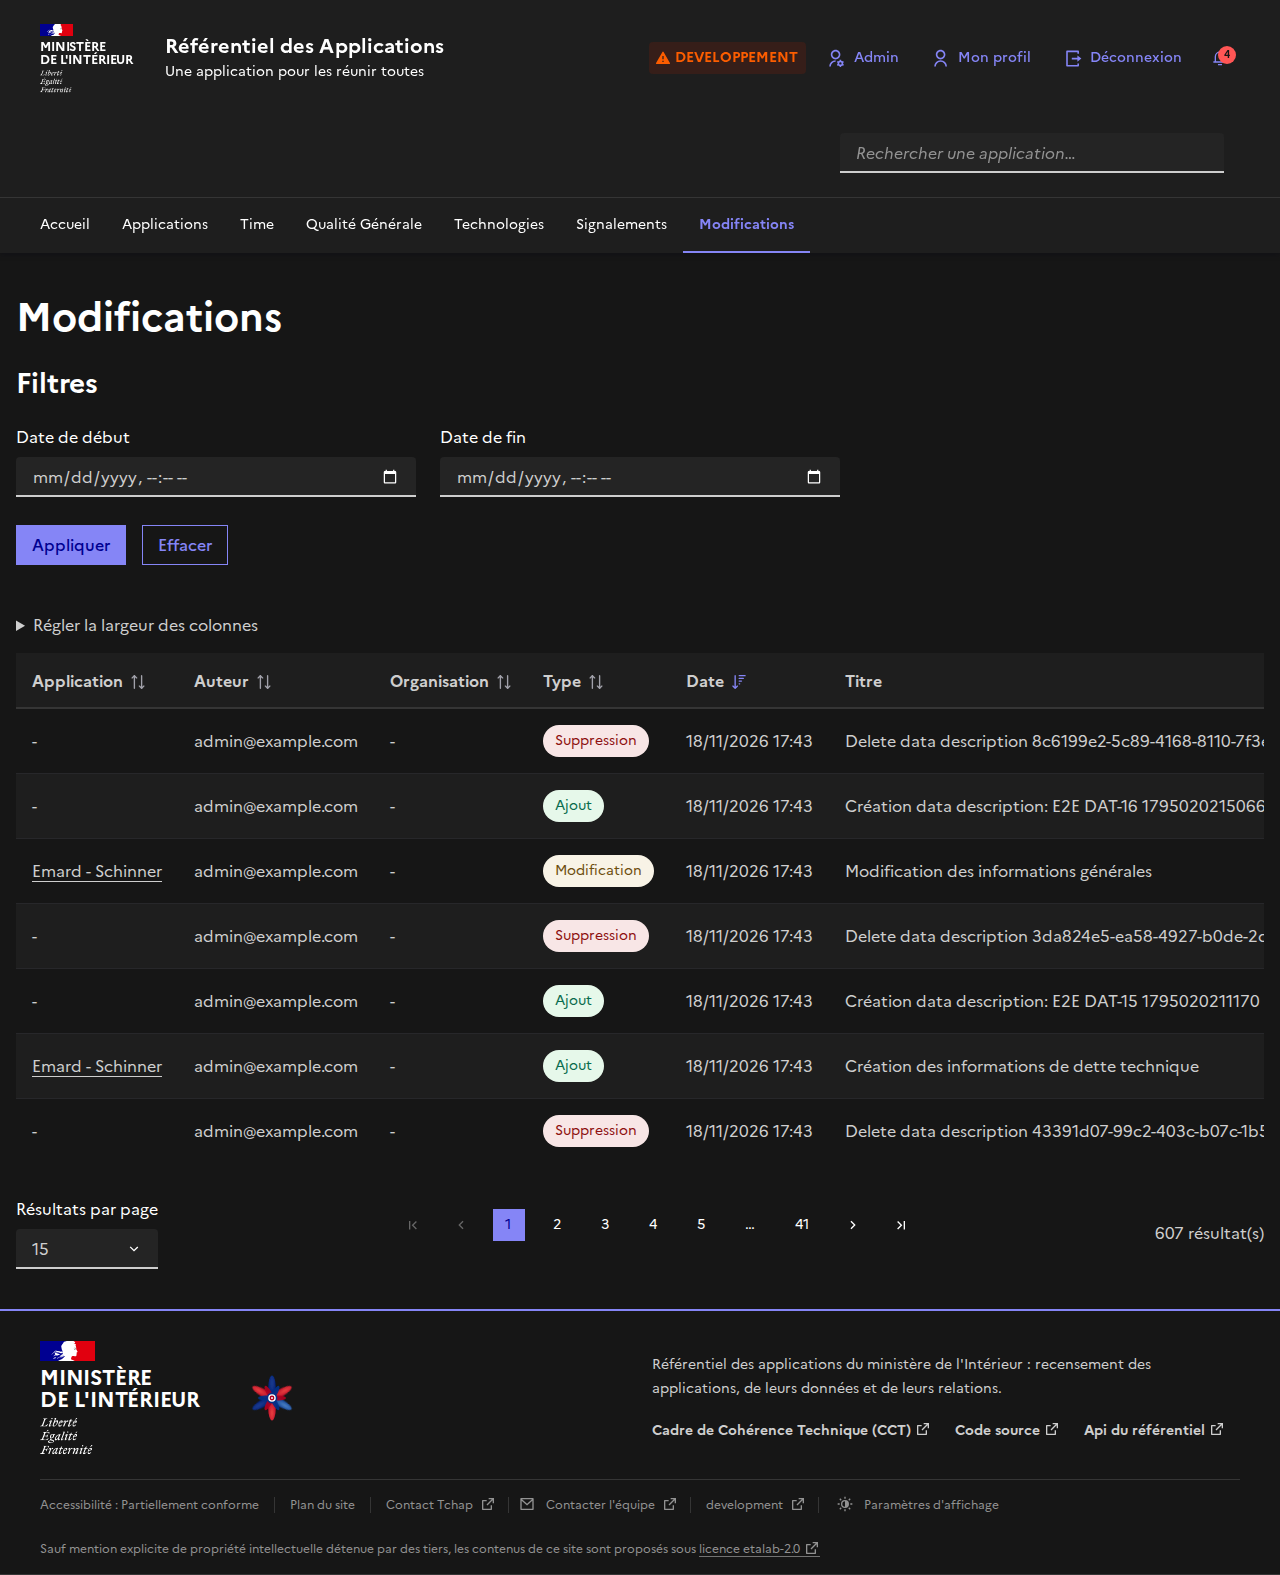 MINISTÈRE
DE L'INTÉRIEUR
Liberté
Égalité
Fraternité
Référentiel des Applications
Une application pour les réunir toutes
DEVELOPPEMENT
Admin
Mon profil
Déconnexion
4
Rechercher une application...
Accueil
Applications
Time
Qualité Générale
Technologies
Signalements
Modifications
Modifications
Filtres
Date de début
Date de fin
mm/dd/yyyy, --:-- --
mm/dd/yyyy, --:-- --
Appliquer
Effacer
Régler la largeur des colonnes
Application Auteur Organisation Type Date Titre
- admin@example.com - Suppression 18/11/2026 17:43 Delete data description 8c6199e2-5c89-4168-8110-7f3e
- admin@example.com - Ajout 18/11/2026 17:43 Création data description: E2E DAT-16 1795020215066
Emard - Schinner admin@example.com - Modification 18/11/2026 17:43 Modification des informations générales
- admin@example.com - Suppression 18/11/2026 17:43 Delete data description 3da824e5-ea58-4927-b0de-2c
- admin@example.com - Ajout 18/11/2026 17:43 Création data description: E2E DAT-15 1795020211170
Emard - Schinner admin@example.com - Ajout 18/11/2026 17:43 Création des informations de dette technique
- admin@example.com - Suppression 18/11/2026 17:43 Delete data description 43391d07-99c2-403c-b07c-1b5
Résultats par page
15
1 2 3 4 5 … 41
607 résultat(s)
MINISTÈRE
DE L'INTÉRIEUR
Liberté
Égalité
Fraternité
Référentiel des applications du ministère de l'Intérieur : recensement des
applications, de leurs données et de leurs relations.
Cadre de Cohérence Technique (CCT)
Code source
Api du référentiel
Accessibilité : Partiellement conforme
Plan du site
Contact Tchap
Contacter l'équipe
development
Paramètres d'affichage
Sauf mention explicite de propriété intellectuelle détenue par des tiers, les contenus de ce site sont proposés sous licence etalab-2.0